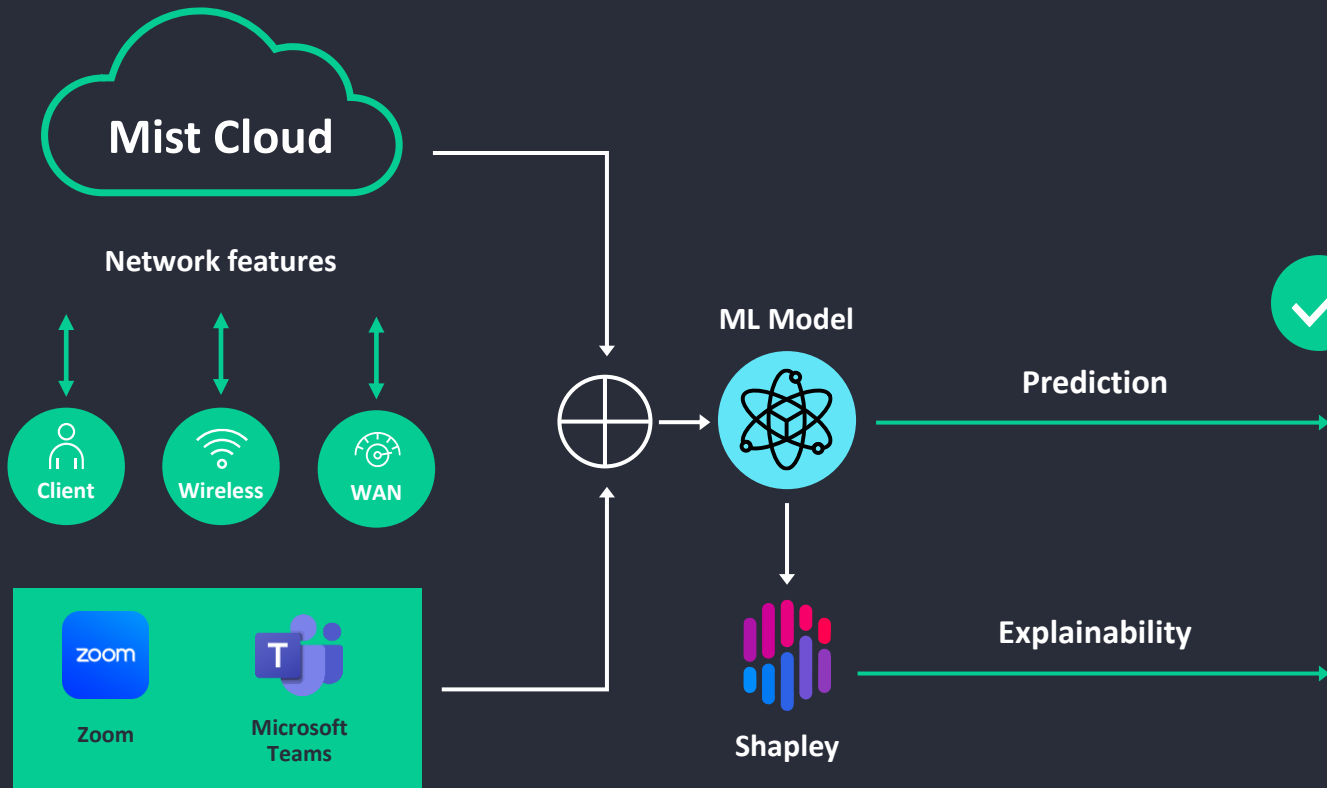 Mist Cloud
Network features
Client
Wireless
WAN
zoom
Zoom
T
Microsoft
Teams
ML Model
Prediction
Shapley
Explainability